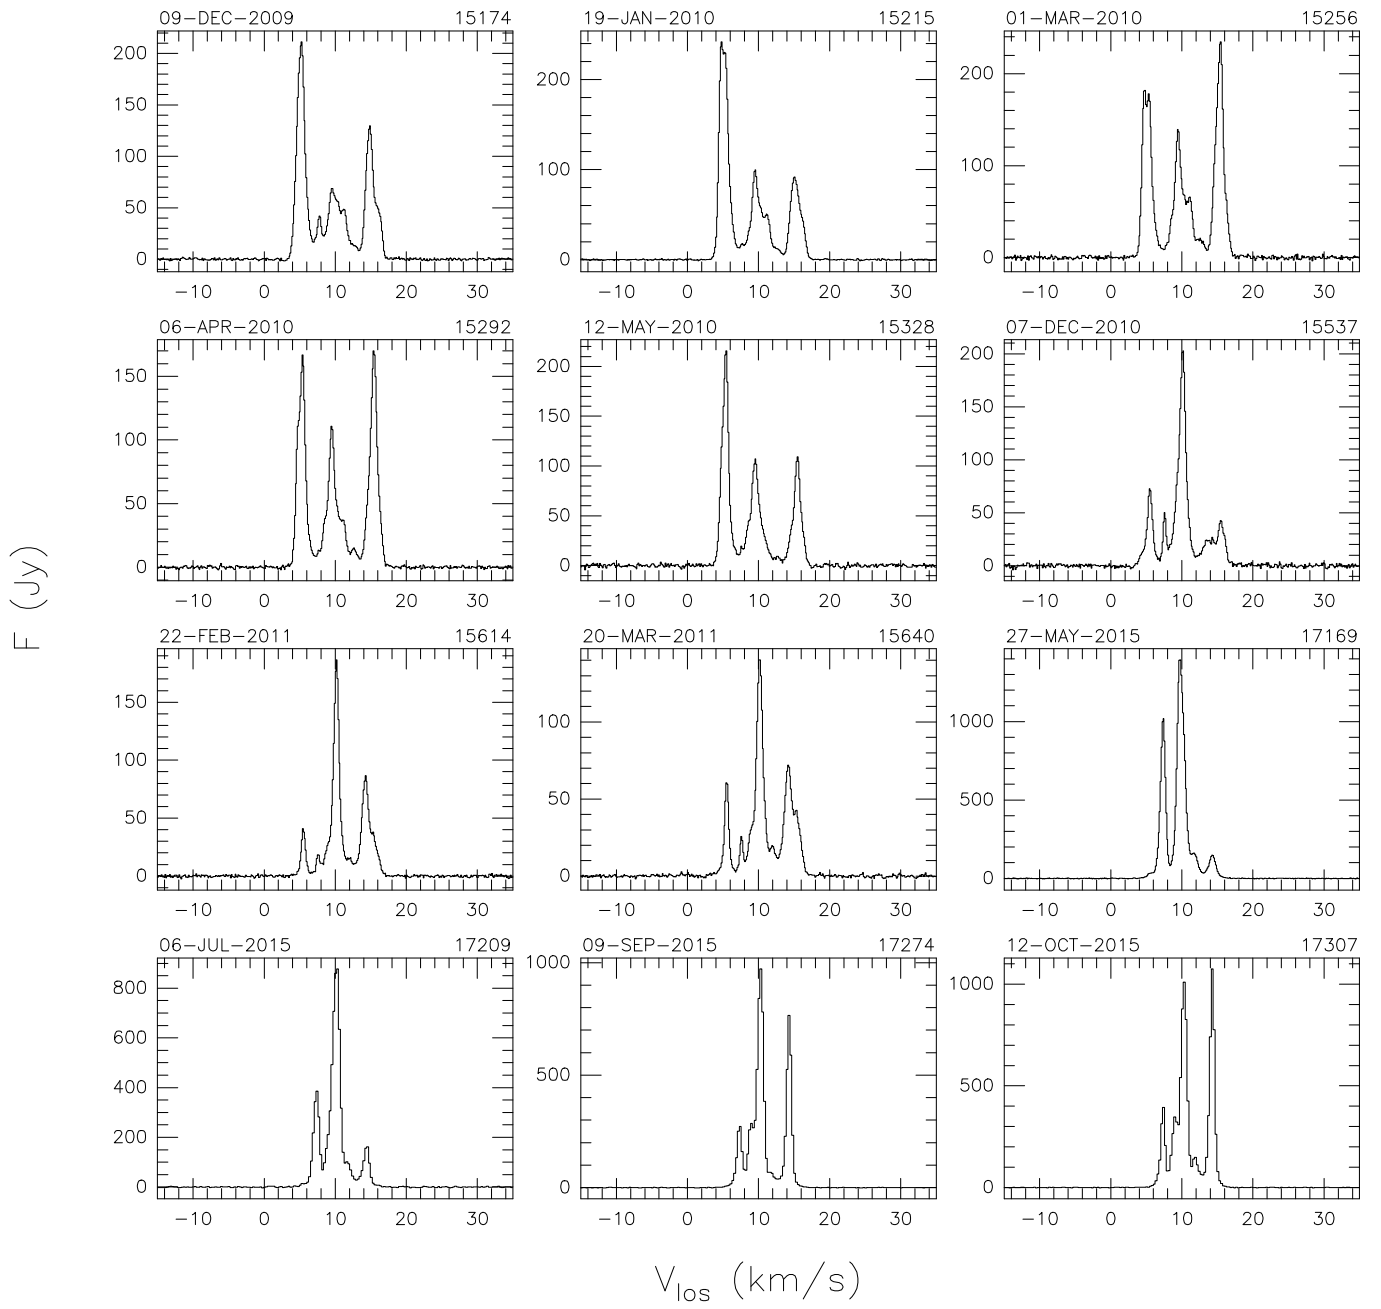 09-DEC-2009 15174 19-JAN-2010 15215 01-MAR-2010 15256
200 150 100 50 0
200 100 0
200 100 0
-10 0 10 20 30 -10 0 10 20 30 -10 0 10 20 30
06-APR-2010 15292 12-MAY-2010 15328 07-DEC-2010 15537
150 100 50 0
200 150 100 50 0
200 150 100 50 0
-10 0 10 20 30 -10 0 10 20 30 -10 0 10 20 30
F (Jy)
22-FEB-2011 15614 20-MAR-2011 15640 27-MAY-2015 17169
150 100 50 0
100 50 0
1000 500 0
-10 0 10 20 30 -10 0 10 20 30 -10 0 10 20 30
06-JUL-2015 17209 09-SEP-2015 17274 12-OCT-2015 17307
800 600 400 200 0
1000 500 0
1000 500 0
-10 0 10 20 30 -10 0 10 20 30 -10 0 10 20 30
V_los (km/s)